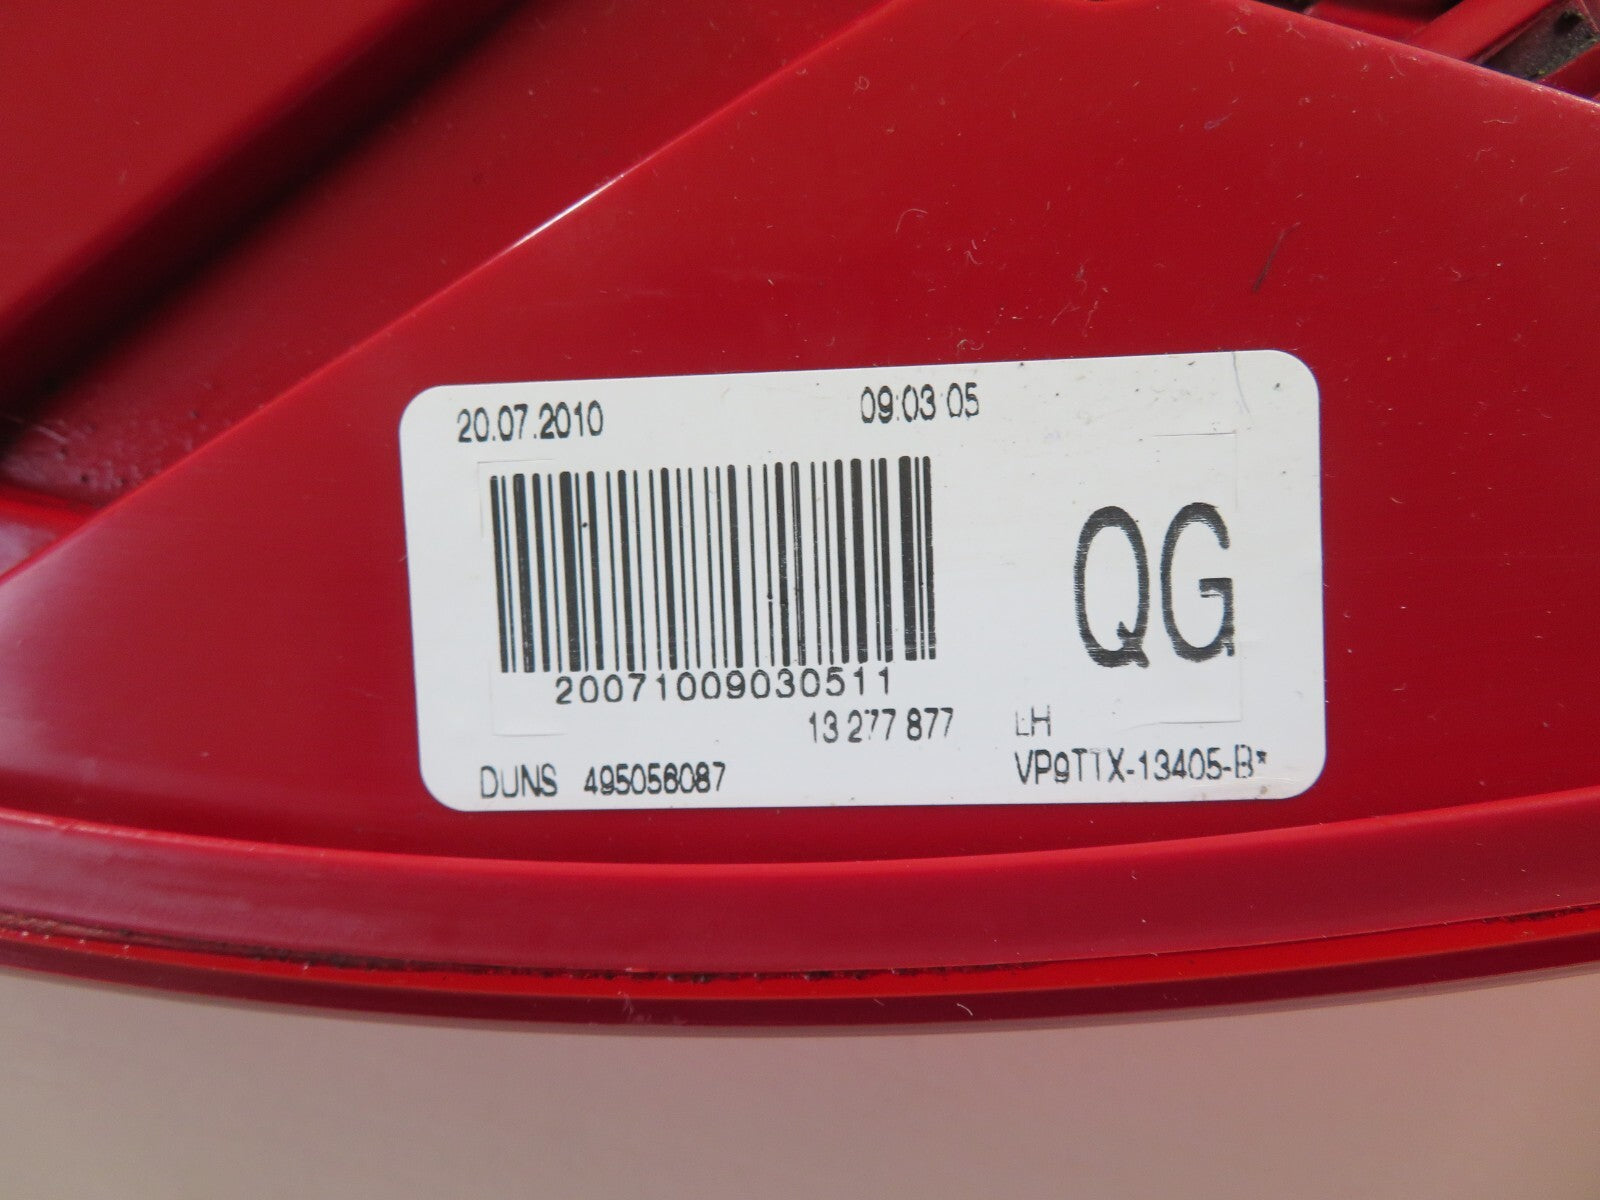 20.07.2010 09:03:05
QG
20071009030511
13 277 877 LH
DUNS 495056087 VP9TTX-13405-B*